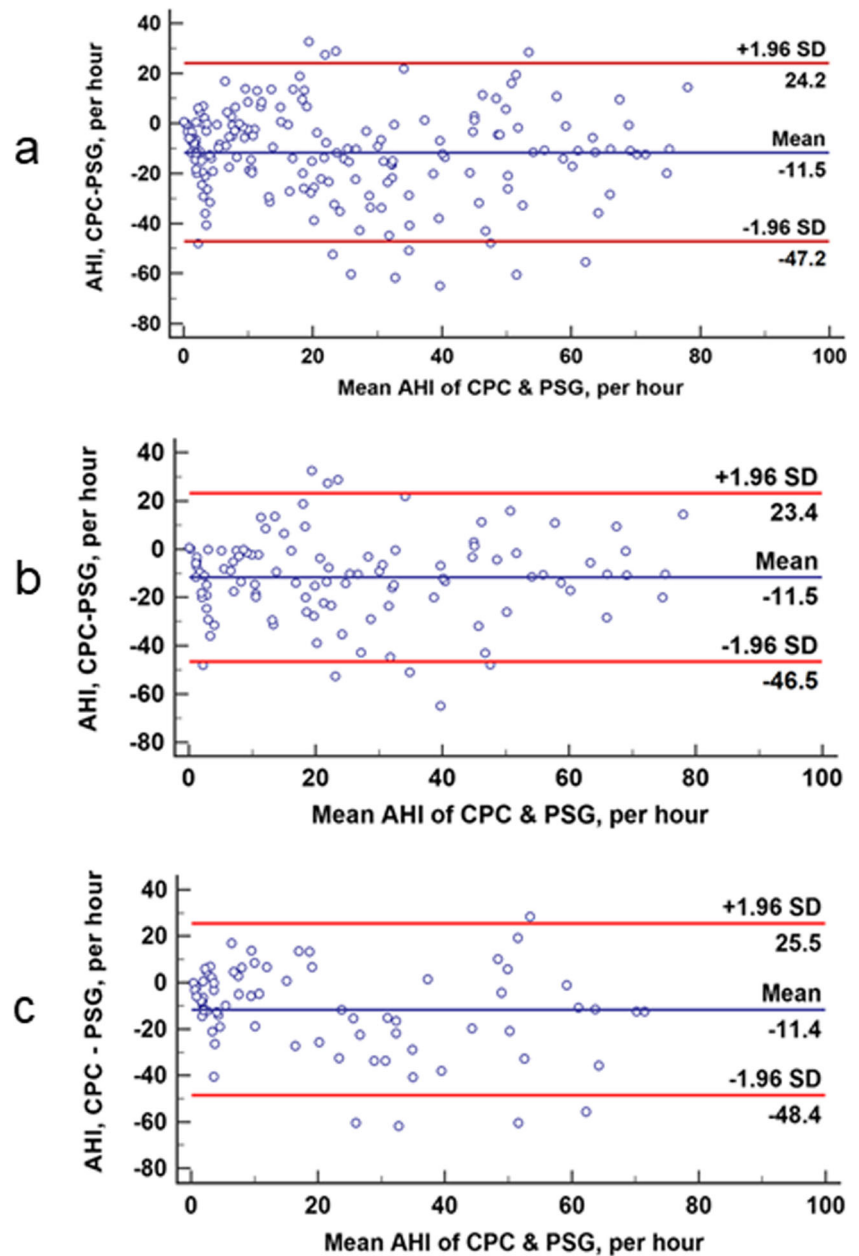 a
AHI, CPC-PSG, per hour
40
20
0
-20
-40
-60
-80
+1.96 SD
24.2
Mean
-11.5
-1.96 SD
-47.2
0 20 40 60 80 100
Mean AHI of CPC & PSG, per hour
b
AHI, CPC-PSG, per hour
40
20
0
-20
-40
-60
-80
+1.96 SD
23.4
Mean
-11.5
-1.96 SD
-46.5
0 20 40 60 80 100
Mean AHI of CPC & PSG, per hour
c
AHI, CPC - PSG, per hour
40
20
0
-20
-40
-60
-80
+1.96 SD
25.5
Mean
-11.4
-1.96 SD
-48.4
0 20 40 60 80 100
Mean AHI of CPC & PSG, per hour